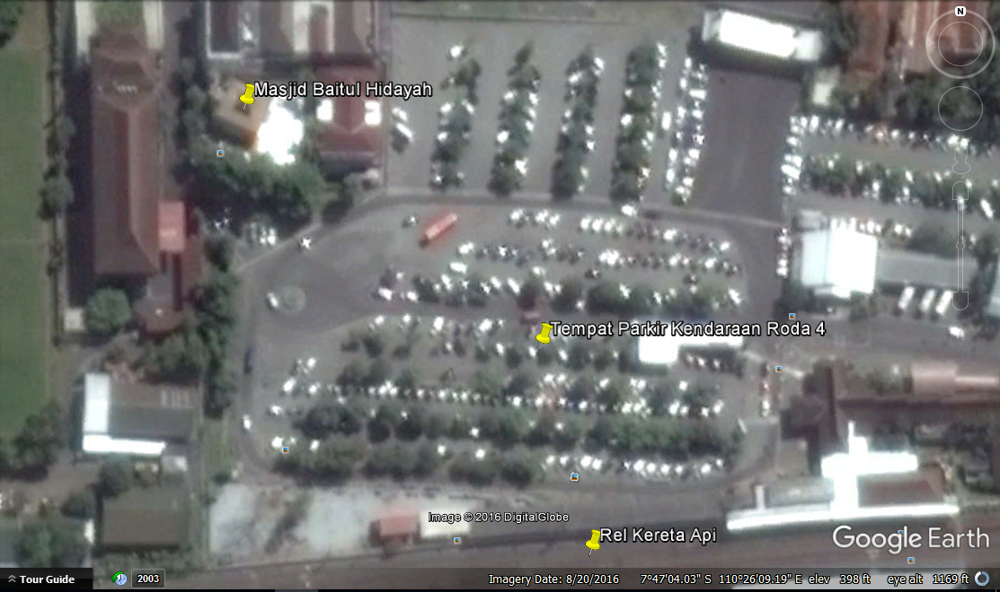 N
Masjid Baitul Hidayah
Tempat Parkir Kendaraan Roda 4
Image © 2016 DigitalGlobe
Rel Kereta Api
Google Earth
Tour Guide
2003
Imagery Date: 8/20/2016 7°47'04.03" S 110°26'09.19" E elev 398 ft eye alt 1169 ft